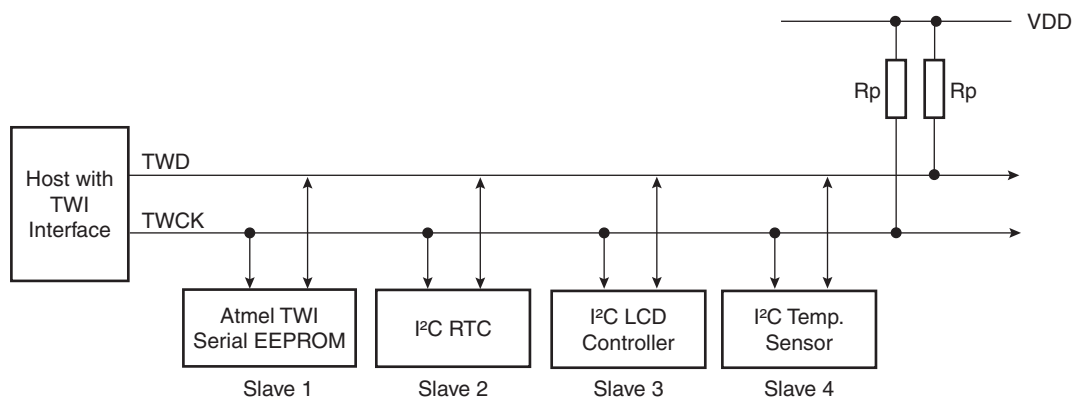 VDD
Rp
Rp
Host with
TWI
Interface
TWD
TWCK
Atmel TWI
Serial EEPROM
Slave 1
I²C RTC
Slave 2
I²C LCD
Controller
Slave 3
I²C Temp.
Sensor
Slave 4